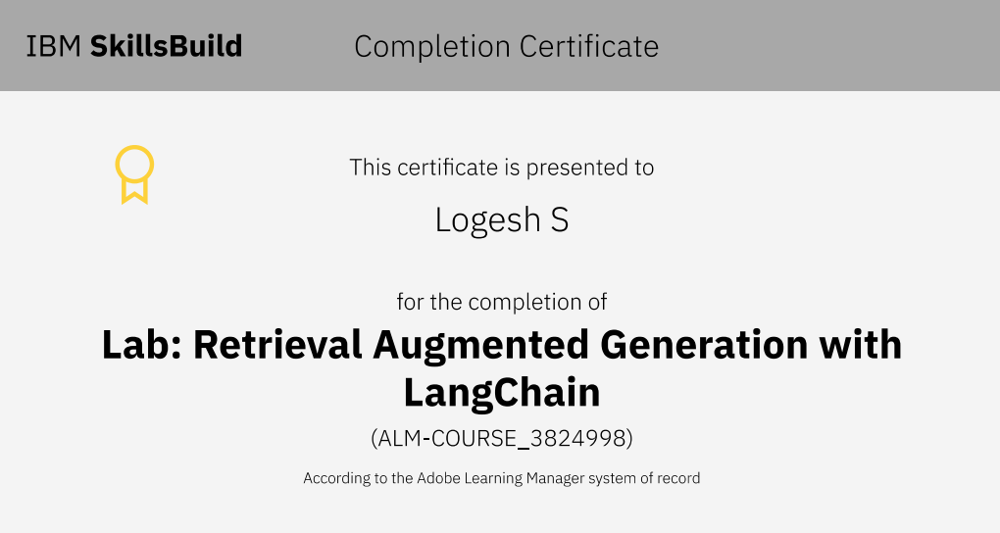 IBM SkillsBuild
Completion Certificate
This certificate is presented to
Logesh S
for the completion of
Lab: Retrieval Augmented Generation with
LangChain
(ALM-COURSE_3824998)
According to the Adobe Learning Manager system of record